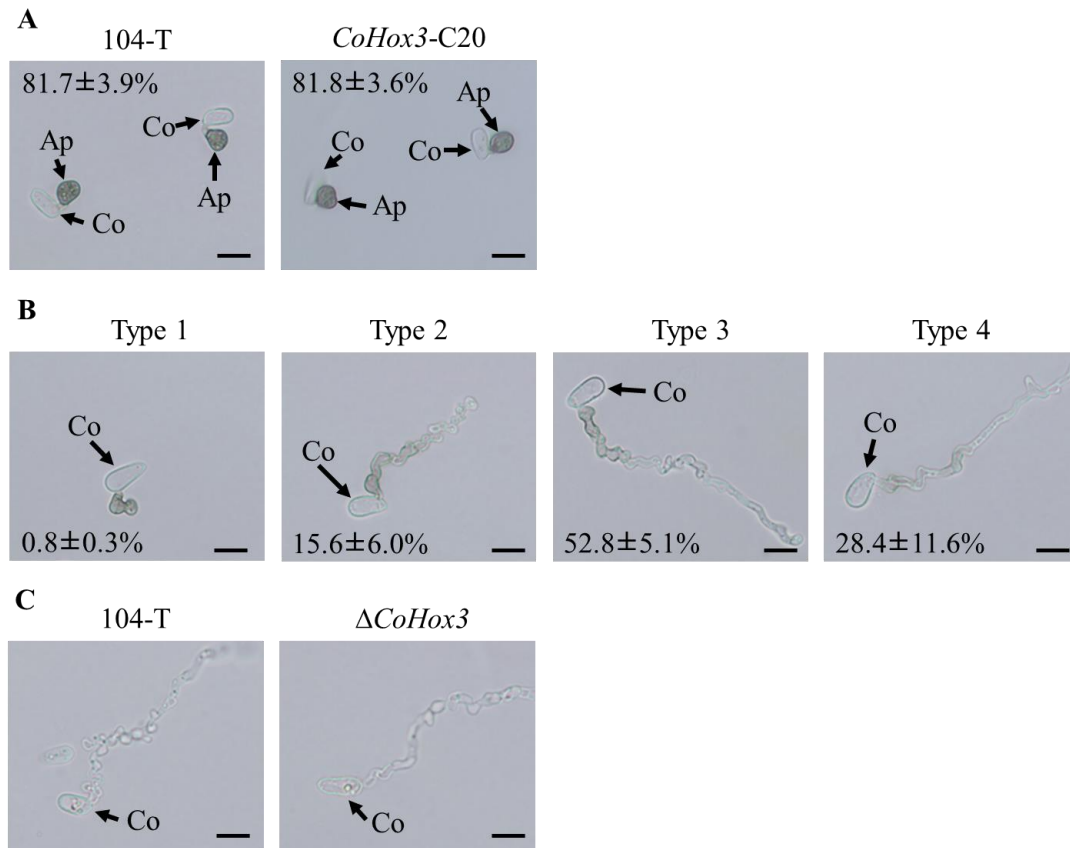 A
104-T
CoHox3-C20
81.7±3.9%
Co
Ap
Ap
Co
81.8±3.6%
Ap
Co
Co
Ap
B
Type 1
Type 2
Type 3
Type 4
Co
0.8±0.3%
Co
15.6±6.0%
Co
52.8±5.1%
Co
28.4±11.6%
C
104-T
ΔCoHox3
Co
Co